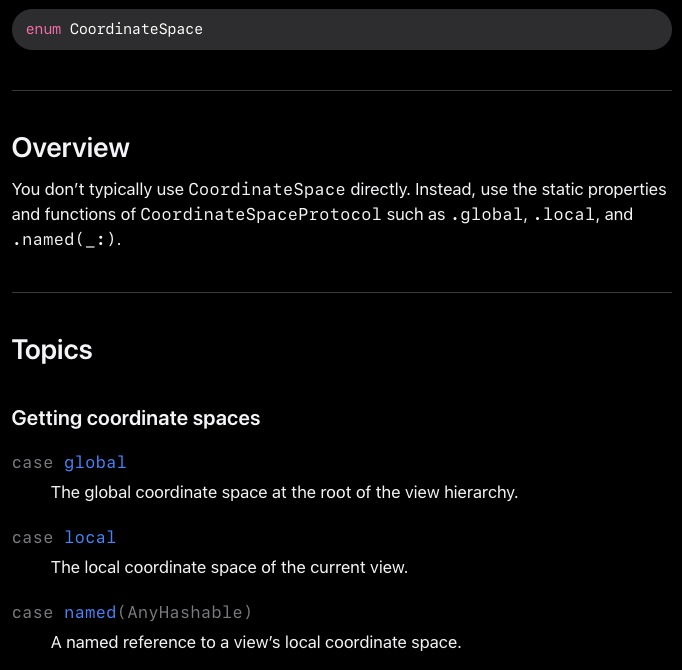 enum CoordinateSpace
Overview
You don’t typically use CoordinateSpace directly. Instead, use the static properties
and functions of CoordinateSpaceProtocol such as .global, .local, and
.named(_:).
Topics
Getting coordinate spaces
case global
The global coordinate space at the root of the view hierarchy.
case local
The local coordinate space of the current view.
case named(AnyHashable)
A named reference to a view’s local coordinate space.